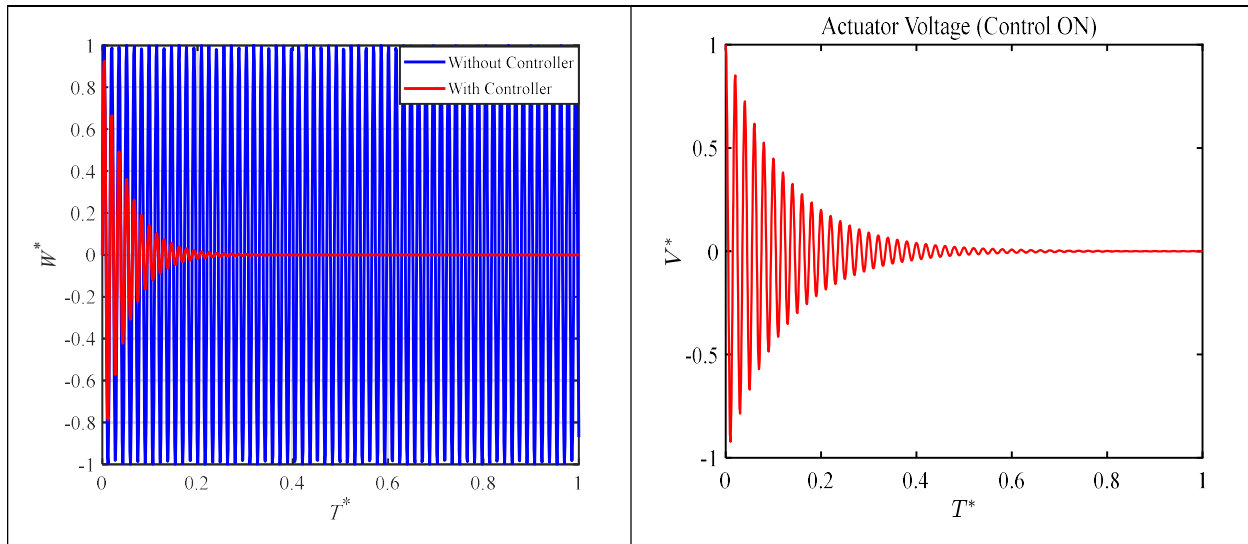 1
0.8
0.6
0.4
0.2
0
-0.2
-0.4
-0.6
-0.8
-1
W*
Without Controller
With Controller
0 0.2 0.4 0.6 0.8 1
T*
Actuator Voltage (Control ON)
1
0.5
0
-0.5
-1
V*
0 0.2 0.4 0.6 0.8 1
T*